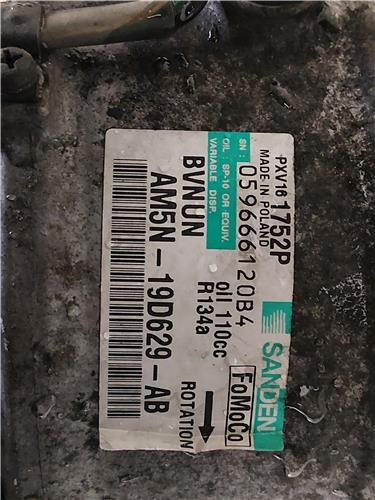 PXV16 1752P
MADE IN POLAND
SN: 059666120B4
SANDEN
OIL : SP-10 OR EQUIV.
VARIABLE DISP.
oil 110cc
R134a
FoMoCo
BVNUN
ROTATION
AM5N-19D629-AB